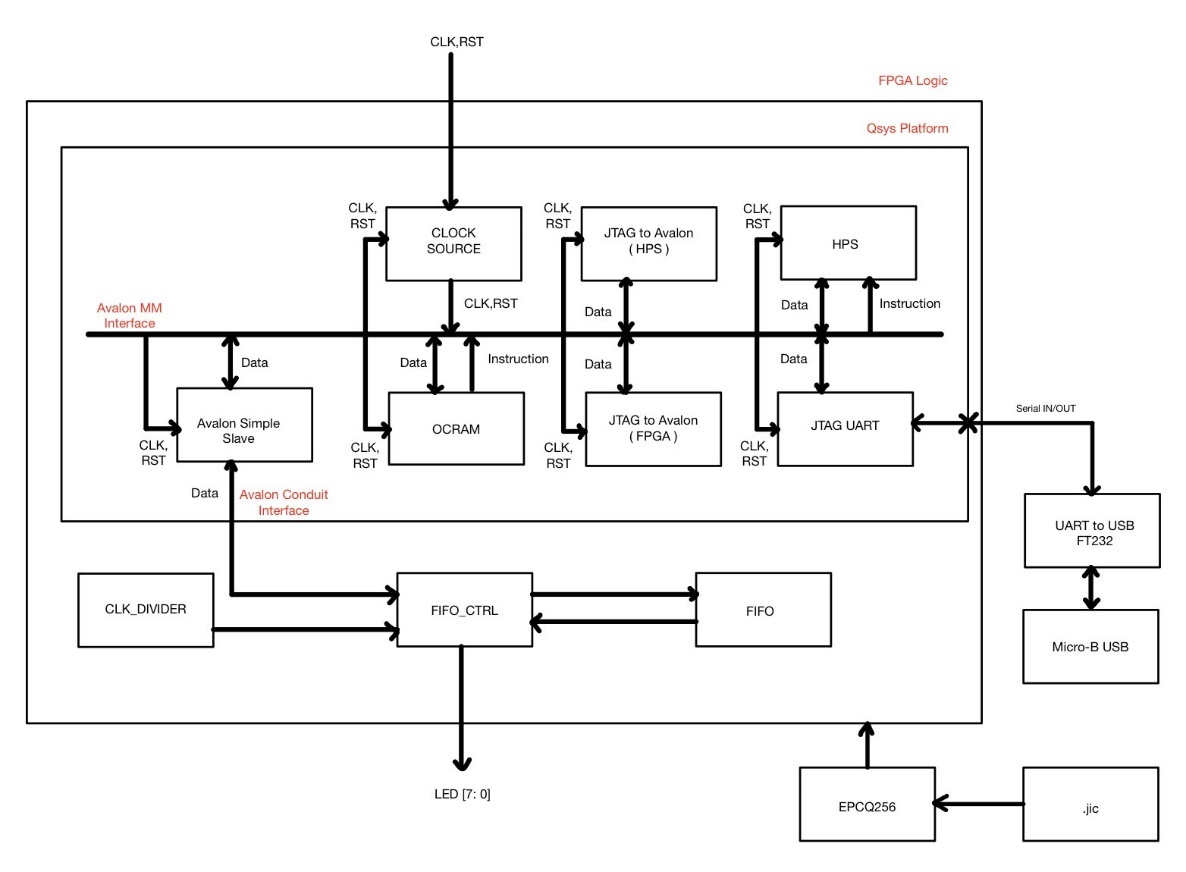 CLK,RST
FPGA Logic
Qsys Platform
CLK,
RST
CLOCK
SOURCE
CLK,
RST
JTAG to Avalon
( HPS )
CLK,
RST
HPS
Avalon MM
Interface
CLK,RST
Data
Data
Instruction
Data
Data
Instruction
Data
Data
Avalon Simple
Slave
OCRAM
JTAG to Avalon
( FPGA )
JTAG UART
Serial IN/OUT
CLK,
RST
CLK,
RST
CLK,
RST
CLK,
RST
Data
Avalon Conduit
Interface
UART to USB
FT232
CLK_DIVIDER
FIFO_CTRL
FIFO
Micro-B USB
LED [7: 0]
EPCQ256
.jic